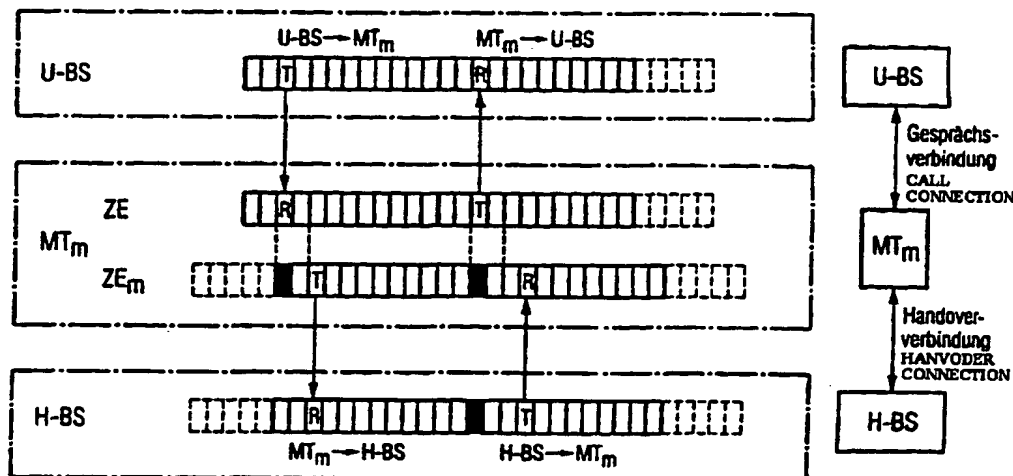 U-BS→MTm MTm→U-BS
U-BS
T R
ZE
R T
MTm
ZEm
T R
H-BS
R T
MTm→H-BS H-BS→MTm
U-BS
Gesprächs-
verbindung
CALL
CONNECTION
MTm
Handover-
verbindung
HANVODER
CONNECTION
H-BS